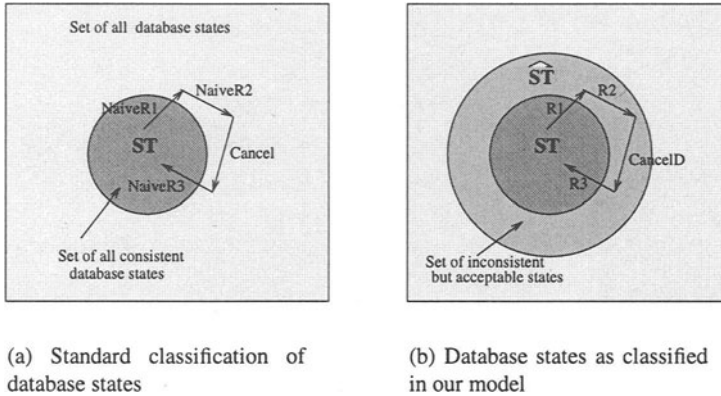 Set of all database states
NaiveR1
NaiveR2
ST
Cancel
NaiveR3
Set of all consistent
database states
(a) Standard classification of
database states
S͡T
R1
R2
ST
CancelD
R3
Set of inconsistent
but acceptable states
(b) Database states as classified
in our model